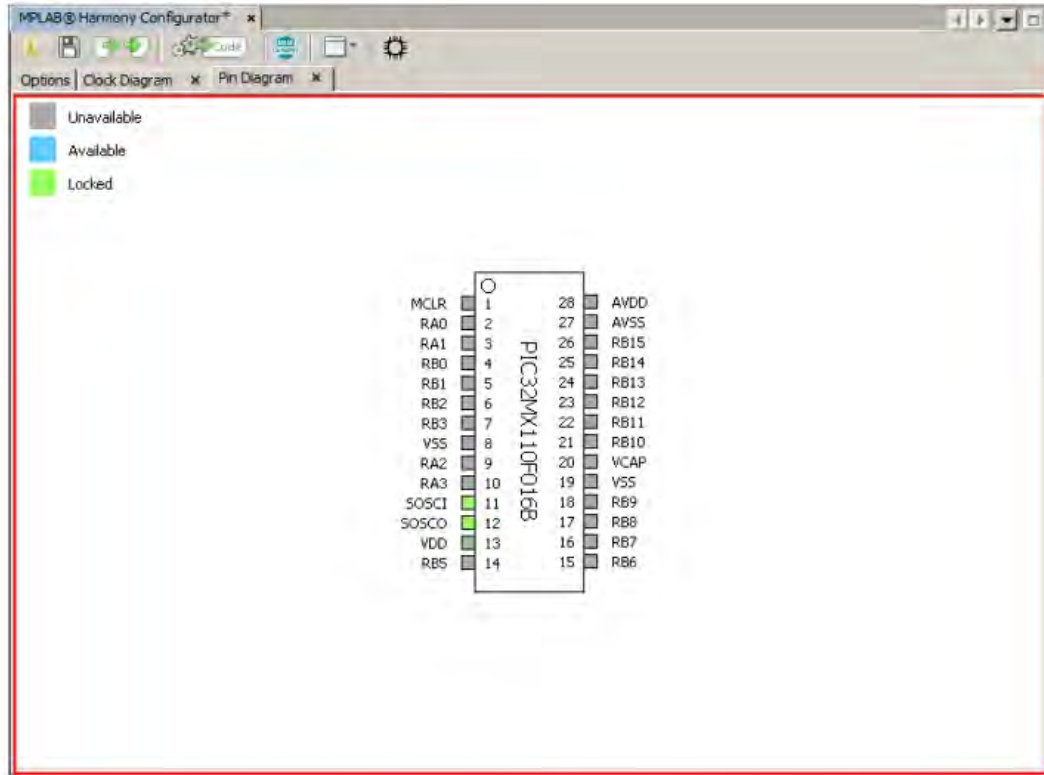 MPLAB® Harmony Configurator*
Code
Options Clock Diagram Pin Diagram
Unavailable
Available
Locked
MCLR 1 28 AVDD
RA0 2 27 AVSS
RA1 3 26 RB15
RB0 4 25 RB14
RB1 5 24 RB13
RB2 6 23 RB12
RB3 7 22 RB11
VSS 8 21 RB10
RA2 9 20 VCAP
RA3 10 19 VSS
SOSCI 11 18 RB9
SOSCO 12 17 RB8
VDD 13 16 RB7
RB5 14 15 RB6
PIC32MX110F016B